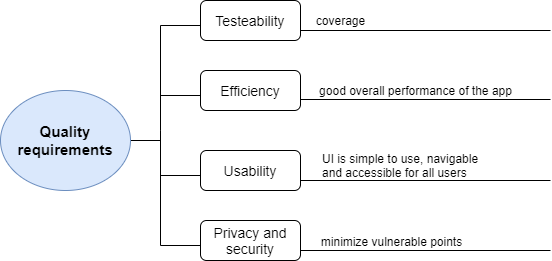 Testeability
coverage
Efficiency
good overall performance of the app
Quality
requirements
Usability
UI is simple to use, navigable
and accessible for all users
Privacy and
security
minimize vulnerable points